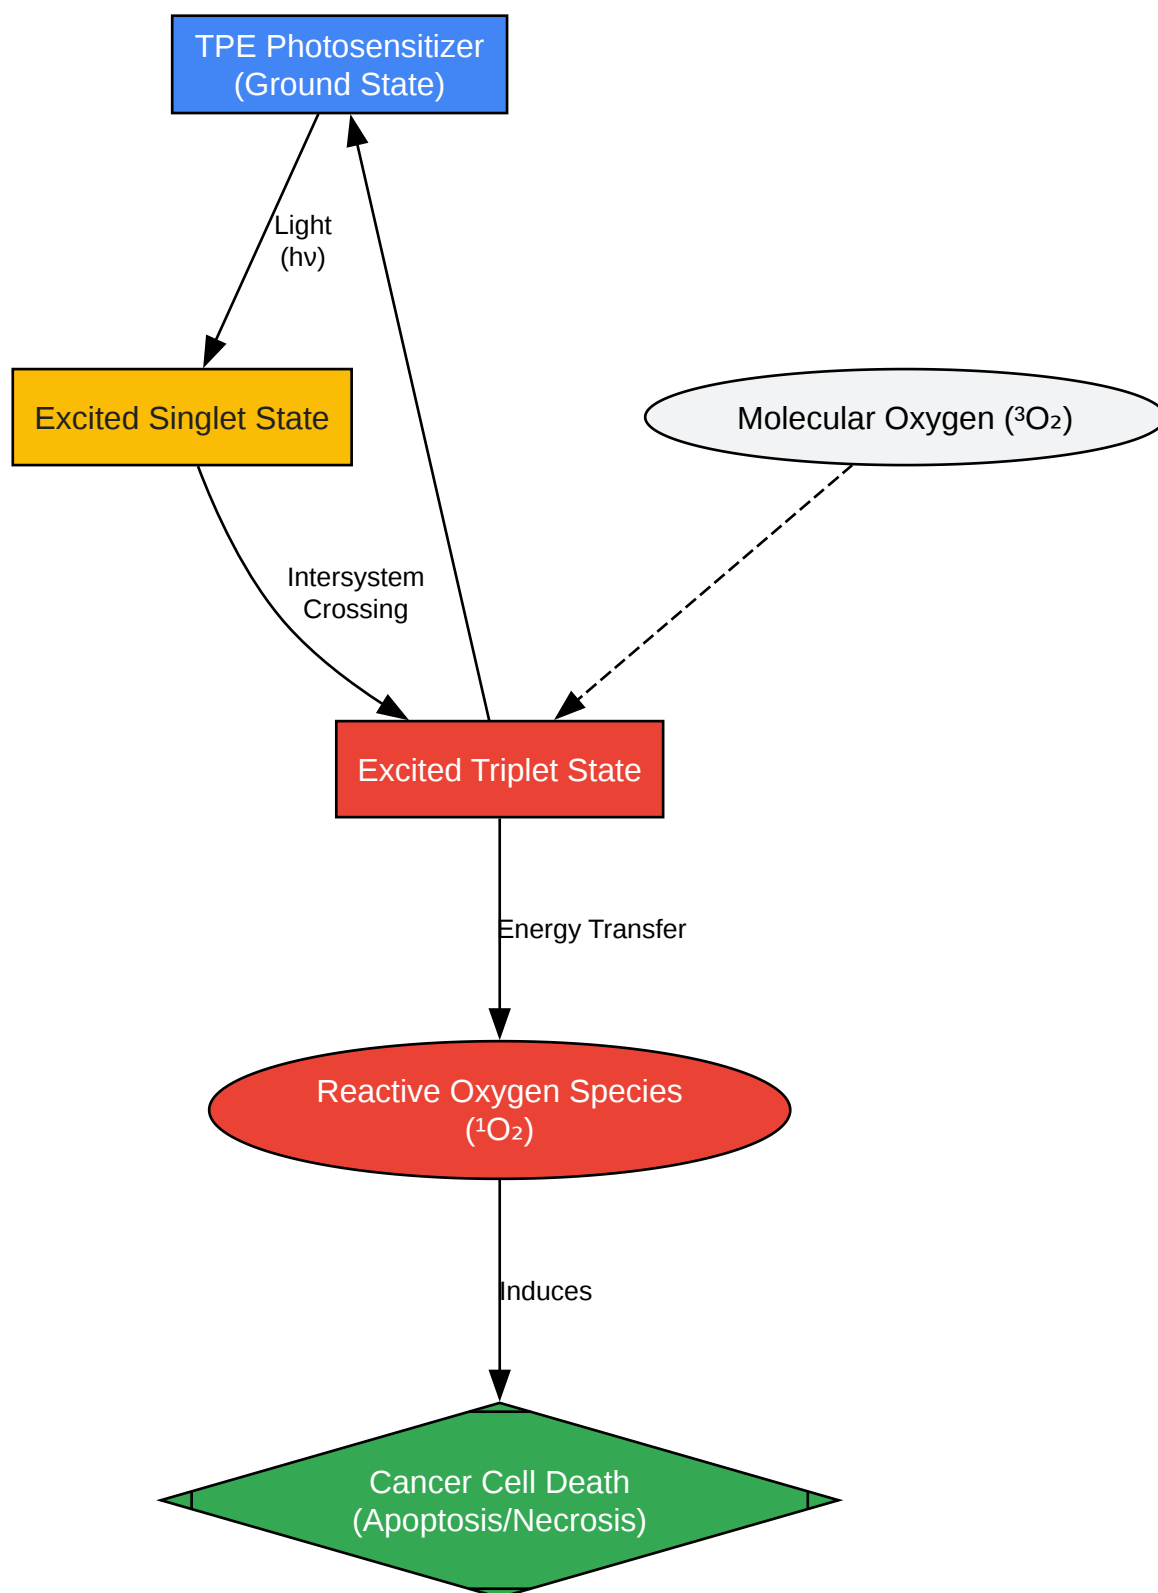 TPE Photosensitizer
(Ground State)
Light
(hν)
Excited Singlet State
Molecular Oxygen (³O₂)
Intersystem
Crossing
Excited Triplet State
Energy Transfer
Reactive Oxygen Species
(¹O₂)
Induces
Cancer Cell Death
(Apoptosis/Necrosis)